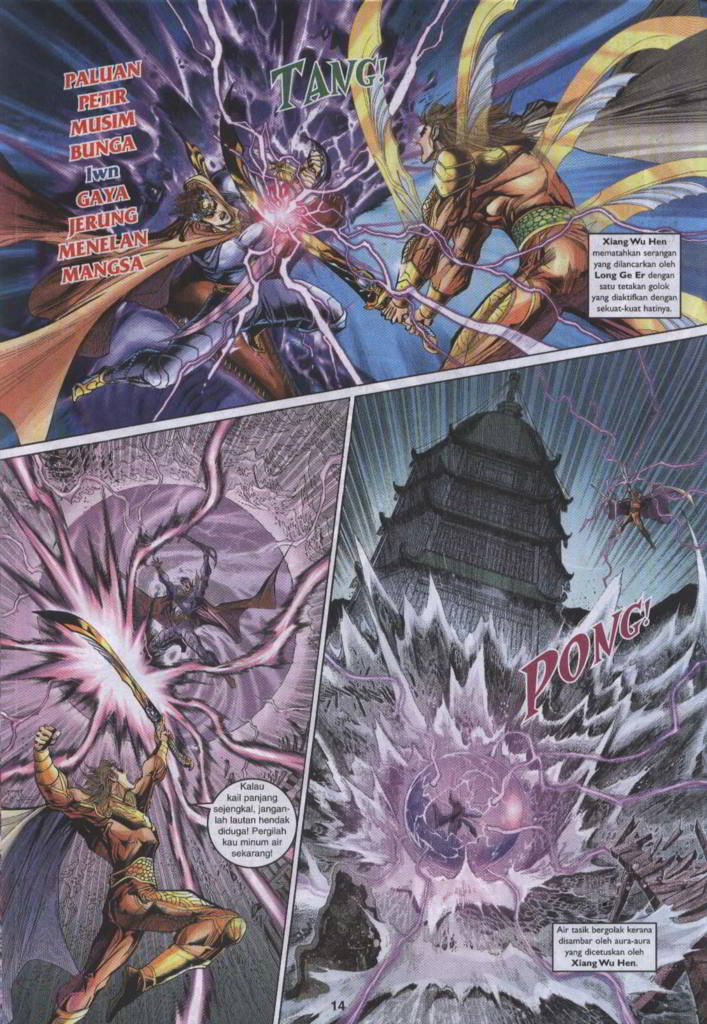 PALUAN
PETIR
MUSIM
BUNGA
lwn
GAYA
JERUNG
MENELAN
MANGSA
TANG!
Xiang Wu Hen
mematahkan serangan
yang dilancarkan oleh
Long Ge Er dengan
satu tetakan golok
yang diaktifkan dengan
sekuat-kuat hatinya.
Kalau
kail panjang
sejengkal, jangan-
lah lautan hendak
diduga! Pergilah
kau minum air
sekarang!
PONG!
Air tasik bergolak kerana
disambar oleh aura-aura
yang dicetuskan oleh
Xiang Wu Hen.
14